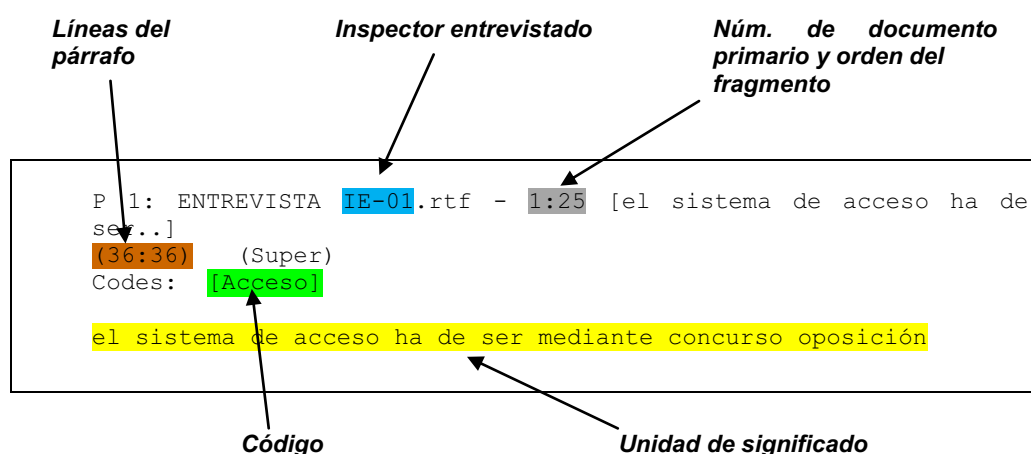 Líneas del párrafo
Inspector entrevistado
Núm. de documento primario y orden del fragmento
P 1: ENTREVISTA IE-01.rtf - 1:25 [el sistema de acceso ha de
ser..]
(36:36) (Super)
Codes: [Acceso]
el sistema de acceso ha de ser mediante concurso oposición
Código
Unidad de significado